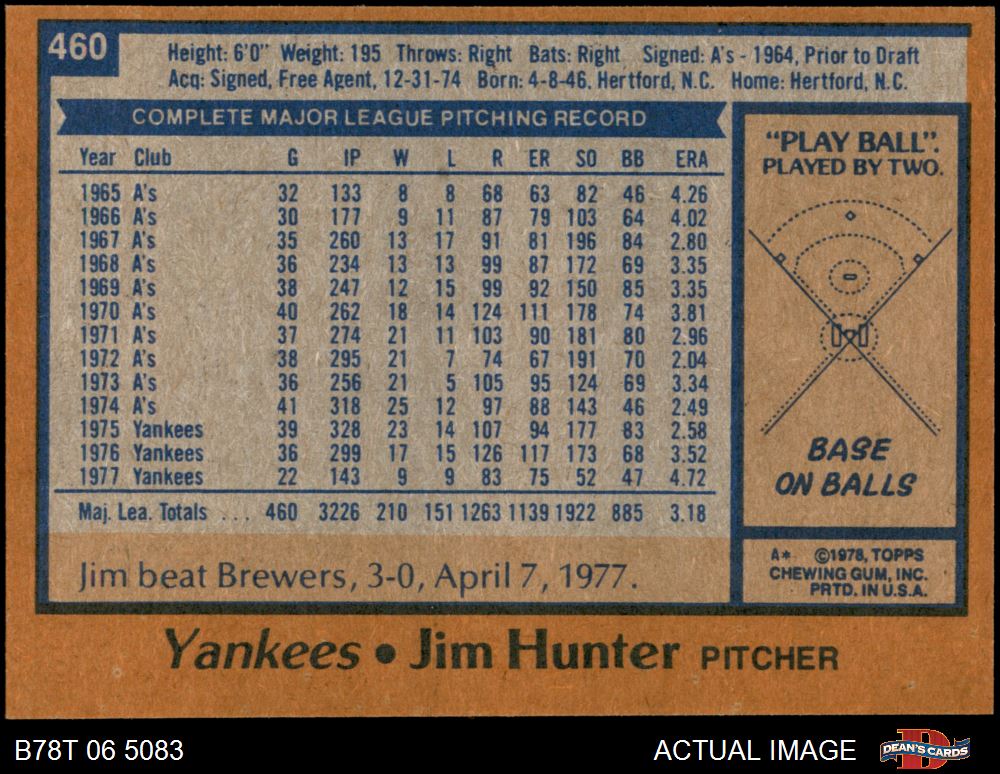 460
Height: 6'0" Weight: 195 Throws: Right Bats: Right Signed: A's - 1964, Prior to Draft
Acq: Signed, Free Agent, 12-31-74 Born: 4-8-46, Hertford, N.C. Home: Hertford, N.C.
COMPLETE MAJOR LEAGUE PITCHING RECORD
Year Club G IP W L R ER SO BB ERA
1965 A's 32 133 8 8 68 63 82 46 4.26
1966 A's 30 177 9 11 87 79 103 64 4.02
1967 A's 35 260 13 17 91 81 196 84 2.80
1968 A's 36 234 13 13 99 87 172 69 3.35
1969 A's 38 247 12 15 99 92 150 85 3.35
1970 A's 40 262 18 14 124 111 178 74 3.81
1971 A's 37 274 21 11 103 90 181 80 2.96
1972 A's 38 295 21 7 74 67 191 70 2.04
1973 A's 36 256 21 5 105 95 124 69 3.34
1974 A's 41 318 25 12 97 88 143 46 2.49
1975 Yankees 39 328 23 14 107 94 177 83 2.58
1976 Yankees 36 299 17 15 126 117 173 68 3.52
1977 Yankees 22 143 9 9 83 75 52 47 4.72
Maj. Lea. Totals ... 460 3226 210 151 1263 1139 1922 885 3.18
Jim beat Brewers, 3-0, April 7, 1977.
"PLAY BALL".
PLAYED BY TWO.
BASE
ON BALLS
A* ©1978, TOPPS
CHEWING GUM, INC.
PRTD. IN U.S.A.
Yankees • Jim Hunter PITCHER
B78T 06 5083
ACTUAL IMAGE
D
DEAN'S CARDS